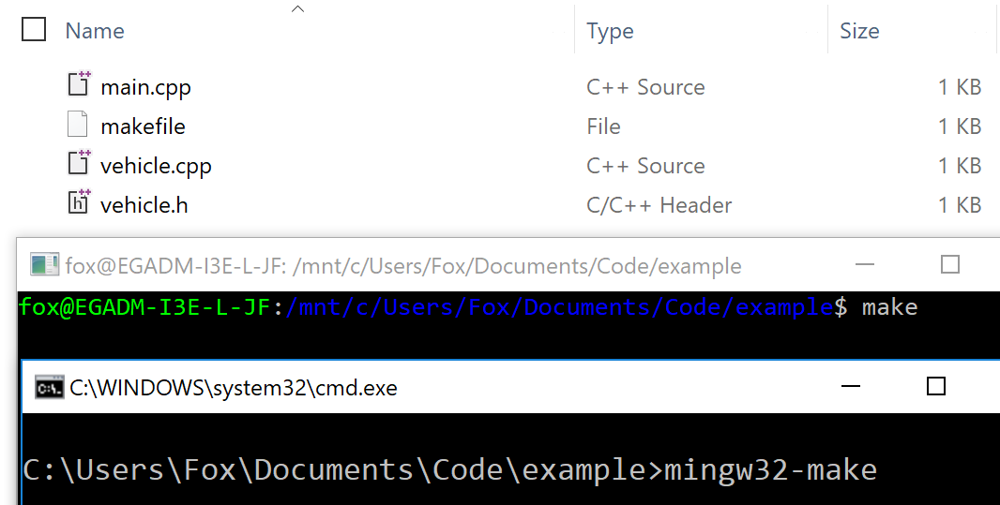 Name Type Size
main.cpp C++ Source 1 KB
makefile File 1 KB
vehicle.cpp C++ Source 1 KB
vehicle.h C/C++ Header 1 KB
fox@EGADM-I3E-L-JF: /mnt/c/Users/Fox/Documents/Code/example
fox@EGADM-I3E-L-JF:/mnt/c/Users/Fox/Documents/Code/example$ make
C:\WINDOWS\system32\cmd.exe
C:\Users\Fox\Documents\Code\example>mingw32-make